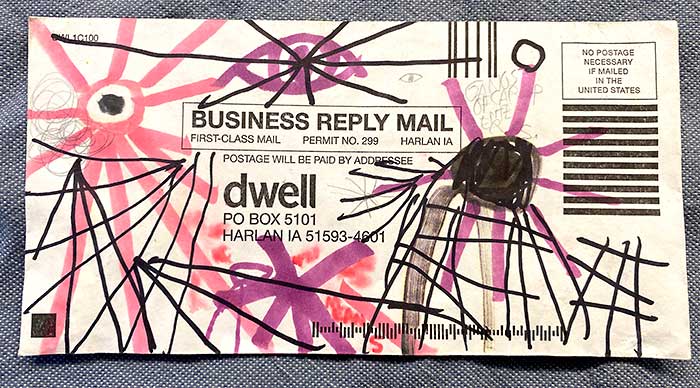 DWL1C100
NO POSTAGE
NECESSARY
IF MAILED
IN THE
UNITED STATES
BUSINESS REPLY MAIL
FIRST-CLASS MAIL PERMIT NO. 299 HARLAN IA
POSTAGE WILL BE PAID BY ADDRESSEE
dwell
PO BOX 5101
HARLAN IA 51593-4601